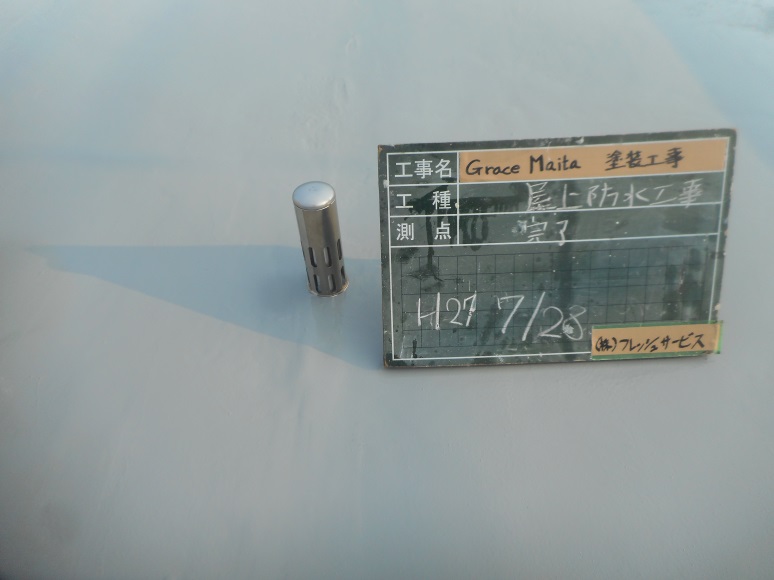 工事名 Grace Maita 塗装工事
工種 屋上防水工事
測点 完了
H27 7/28
(株)フレッシュサービス